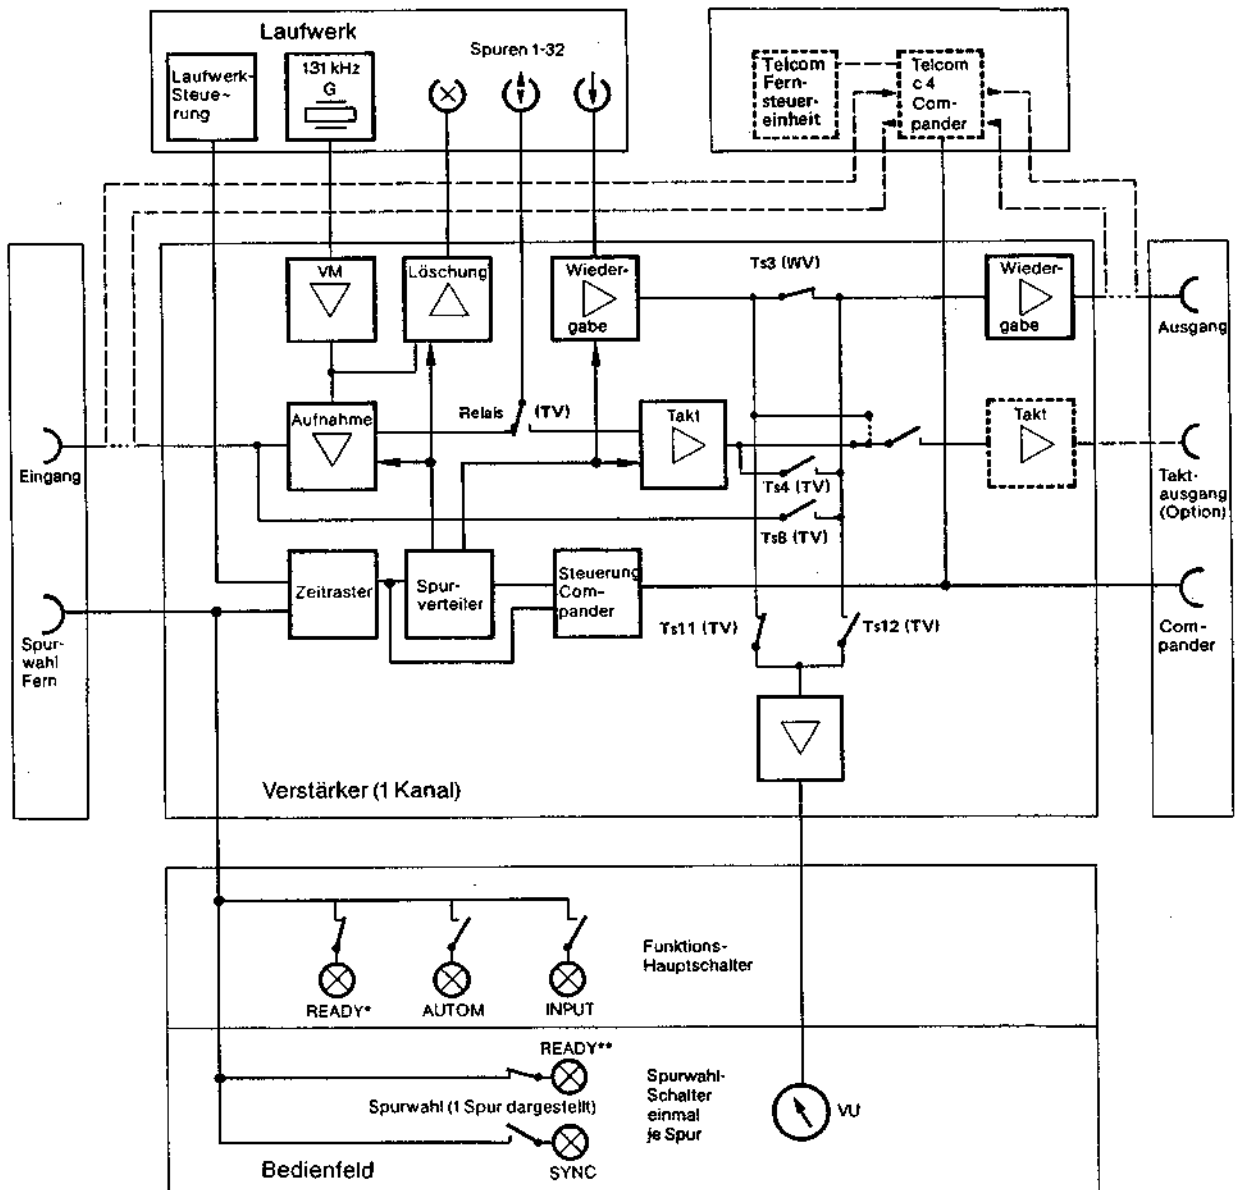 Laufwerk
Laufwerk-
Steue-
rung
131 kHz
G
Spuren 1-32
Telcom
Fern-
steuer-
einheit
Telcom
c4
Com-
pander
VM
Löschung
Wieder-
gabe
Ts3 (WV)
Wieder-
gabe
Ausgang
Aufnahme
Relais
(TV)
Takt
Takt
Eingang
Ts4 (TV)
Takt-
ausgang
(Option)
Ts8 (TV)
Zeitraster
Spur-
verteiler
Steuerung
Com-
pander
Ts11 (TV)
Ts12 (TV)
Spur-
wahl
Fern
Com-
pander
Verstärker (1 Kanal)
READY*
AUTOM
INPUT
Funktions-
Hauptschalter
READY**
Spurwahl (1 Spur dargestellt)
SYNC
Spurwahl-
Schalter
einmal
je Spur
VU
Bedienfeld